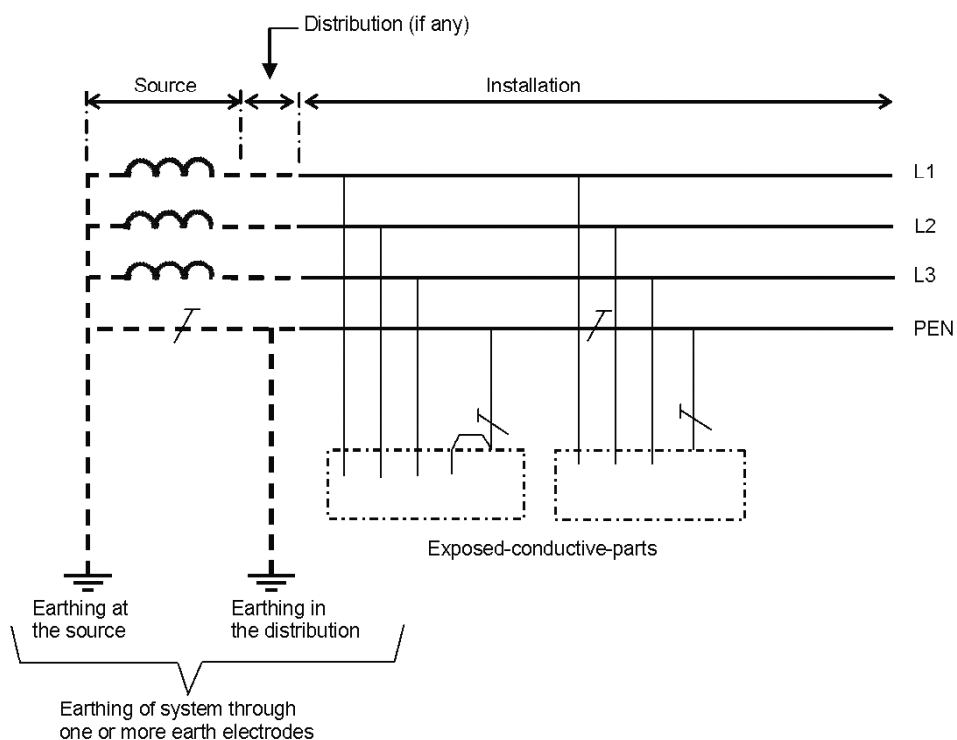 Distribution (if any)
Source
Installation
L1
L2
L3
PEN
Exposed-conductive-parts
Earthing at
the source
Earthing in
the distribution
Earthing of system through
one or more earth electrodes